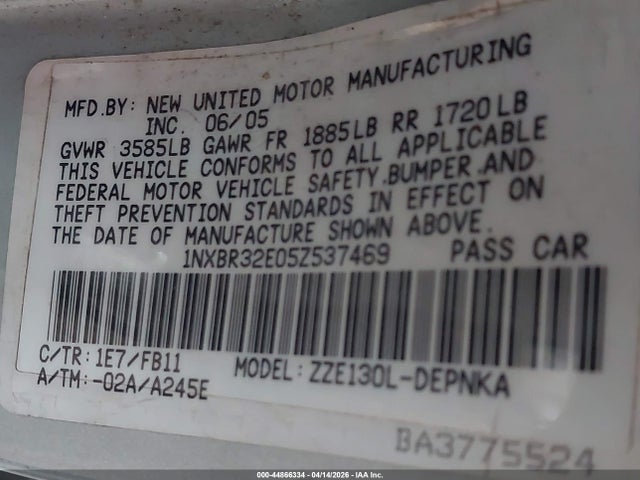 MFD.BY: NEW UNITED MOTOR MANUFACTURING
INC. 06/05
GVWR 3585LB GAWR FR 1885LB RR 1720LB
THIS VEHICLE CONFORMS TO ALL APPLICABLE
FEDERAL MOTOR VEHICLE SAFETY,BUMPER,AND
THEFT PREVENTION STANDARDS IN EFFECT ON
THE DATE OF MANUFACTURE SHOWN ABOVE.
1NXBR32E05Z537469 PASS CAR
C/TR: 1E7/FB11 MODEL: ZZE130L-DEPNKA
A/TM:-02A/A245E
BA3775524
000-44866334 | 04/14/2026 | IAA Inc.